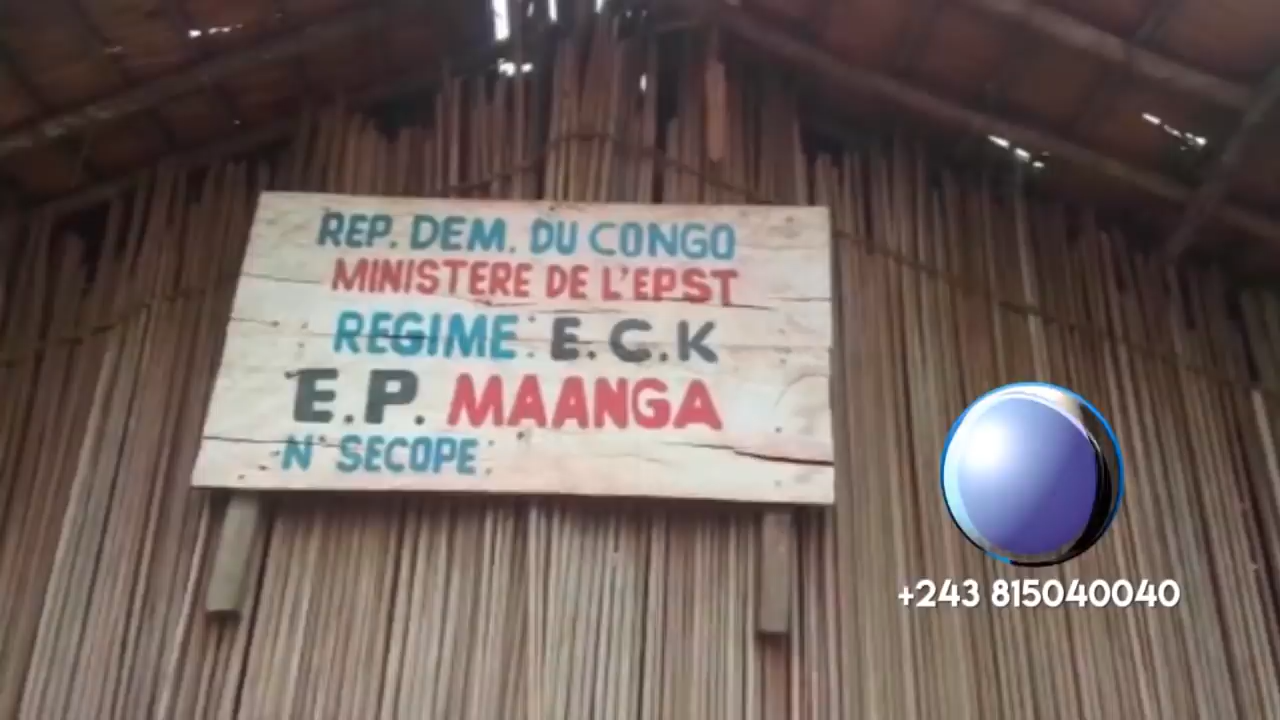 REP. DEM. DU CONGO
MINISTERE DE L'EPST
REGIME: E.C.K
E.P. MAANGA
N° SECOPE:
+243 815040040